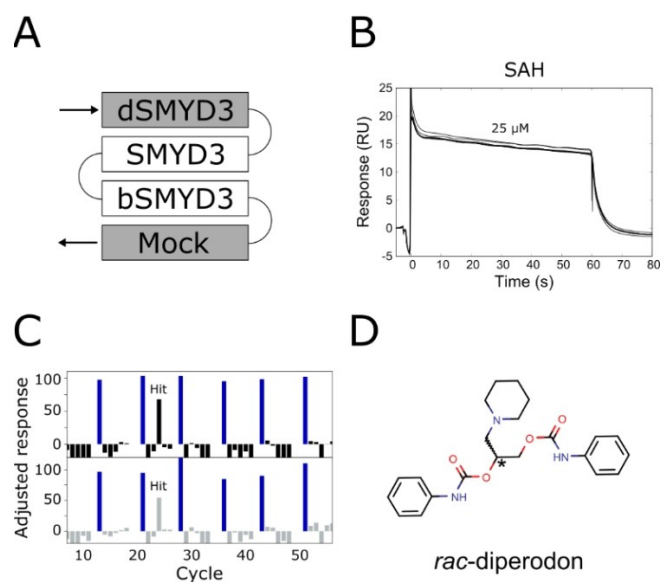 A
dSMYD3
SMYD3
bSMYD3
Mock
B
SAH
25 µM
Response (RU)
25
20
15
10
5
0
-5
0 10 20 30 40 50 60 70 80
Time (s)
C
Adjusted response
100
50
0
Hit
100
50
0
Hit
10 20 30 40 50
Cycle
D
N
O
O
HN
O
O
NH
*
rac-diperodon